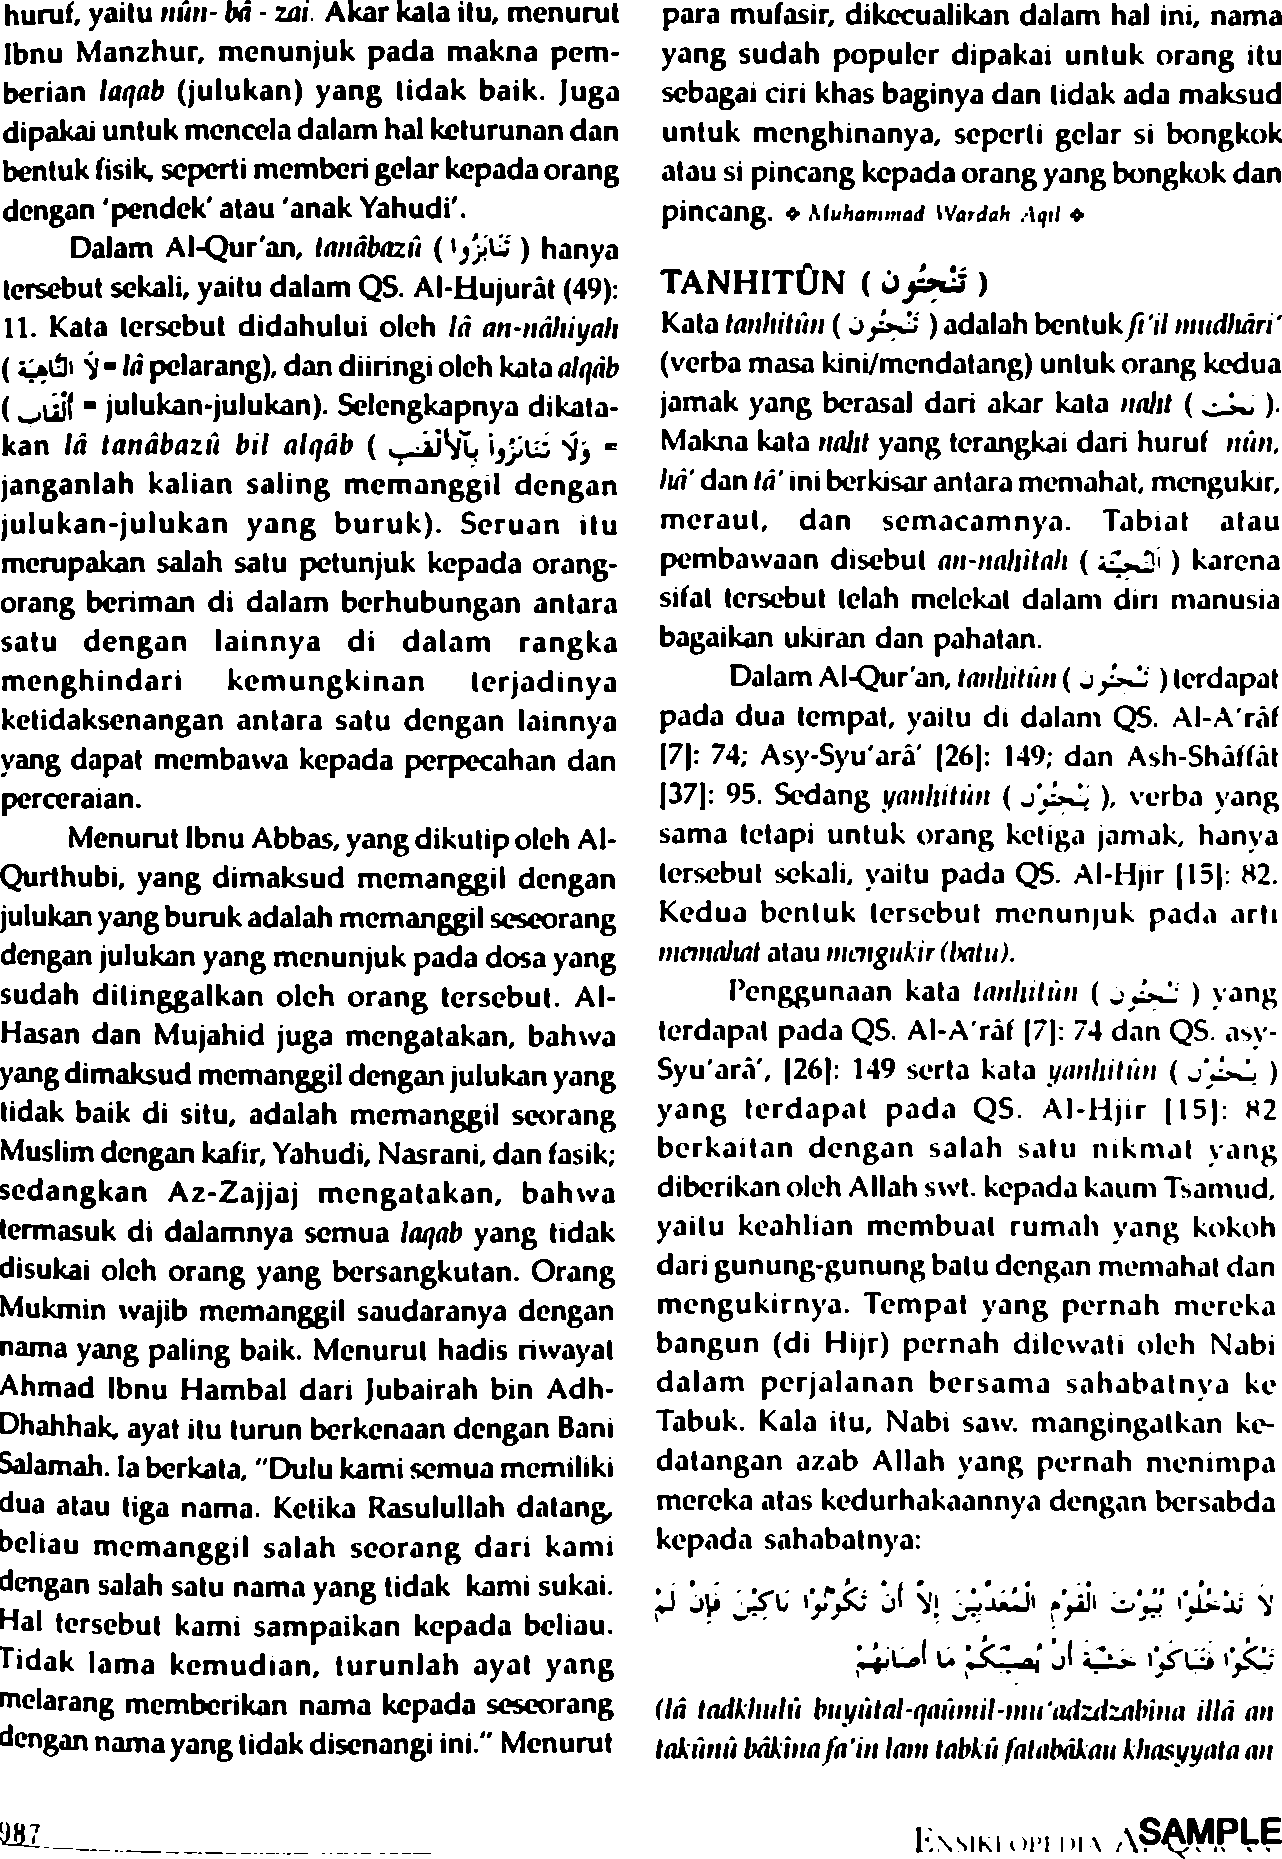 huruf, yaitu nûn- bâ - zai. Akar kata itu, menurut
Ibnu Manzhur, menunjuk pada makna pem-
berian laqab (julukan) yang tidak baik. Juga
dipakai untuk mencela dalam hal keturunan dan
bentuk fisik, seperti memberi gelar kepada orang
dengan 'pendek' atau 'anak Yahudi'.
Dalam Al-Qur'an, tanâbazû ( تَنَابَزُوا ) hanya
tersebut sekali, yaitu dalam QS. Al-Hujurât (49):
11. Kata tersebut didahului oleh lâ an-nâhiyah
( لَا النَّاهِيَة = lâ pelarang), dan diiringi oleh kata alqâb
( أَلْقَاب = julukan-julukan). Selengkapnya dikata-
kan lâ tanâbazû bil alqâb ( وَلَا تَنَابَزُوا بِالْأَلْقَٰبِ =
janganlah kalian saling memanggil dengan
julukan-julukan yang buruk). Seruan itu
merupakan salah satu petunjuk kepada orang-
orang beriman di dalam berhubungan antara
satu dengan lainnya di dalam rangka
menghindari kemungkinan terjadinya
ketidaksenangan antara satu dengan lainnya
yang dapat membawa kepada perpecahan dan
perceraian.
Menurut Ibnu Abbas, yang dikutip oleh Al-
Qurthubi, yang dimaksud memanggil dengan
julukan yang buruk adalah memanggil seseorang
dengan julukan yang menunjuk pada dosa yang
sudah ditinggalkan oleh orang tersebut. Al-
Hasan dan Mujahid juga mengatakan, bahwa
yang dimaksud memanggil dengan julukan yang
tidak baik di situ, adalah memanggil seorang
Muslim dengan kafir, Yahudi, Nasrani, dan fasik;
sedangkan Az-Zajjaj mengatakan, bahwa
termasuk di dalamnya semua laqab yang tidak
disukai oleh orang yang bersangkutan. Orang
Mukmin wajib memanggil saudaranya dengan
nama yang paling baik. Menurut hadis riwayat
Ahmad Ibnu Hambal dari Jubairah bin Adh-
Dhahhak, ayat itu turun berkenaan dengan Bani
Salamah. Ia berkata, "Dulu kami semua memiliki
dua atau tiga nama. Ketika Rasulullah datang,
beliau memanggil salah seorang dari kami
dengan salah satu nama yang tidak kami sukai.
Hal tersebut kami sampaikan kepada beliau.
Tidak lama kemudian, turunlah ayat yang
melarang memberikan nama kepada seseorang
dengan nama yang tidak disenangi ini." Menurut
para mufasir, dikecualikan dalam hal ini, nama
yang sudah populer dipakai untuk orang itu
sebagai ciri khas baginya dan tidak ada maksud
untuk menghinanya, seperti gelar si bongkok
atau si pincang kepada orang yang bongkok dan
pincang. ❖ Muhammad Wardah Aqil ❖
TANHITÛN ( تَنْحِتُون )
Kata tanhitûn ( تَنْحِتُون ) adalah bentuk fi'il mudhâri'
(verba masa kini/mendatang) untuk orang kedua
jamak yang berasal dari akar kata naht ( نحت ).
Makna kata naht yang terangkai dari huruf nûn,
hâ' dan tâ' ini berkisar antara memahat, mengukir,
meraut, dan semacamnya. Tabiat atau
pembawaan disebut an-nahitah ( النَّحِيتَة ) karena
sifat tersebut telah melekat dalam diri manusia
bagaikan ukiran dan pahatan.
Dalam Al-Qur'an, tanhitûn ( تَنْحِتُون ) terdapat
pada dua tempat, yaitu di dalam QS. Al-A'râf
[7]: 74; Asy-Syu'arâ' [26]: 149; dan Ash-Shâffât
[37]: 95. Sedang yanhitûn ( يَنْحِتُون ), verba yang
sama tetapi untuk orang ketiga jamak, hanya
tersebut sekali, yaitu pada QS. Al-Hjir [15]: 82.
Kedua bentuk tersebut menunjuk pada arti
memahat atau mengukir (batu).
Penggunaan kata tanhitûn ( تَنْحِتُون ) yang
terdapat pada QS. Al-A'râf [7]: 74 dan QS. asy-
Syu'arâ', [26]: 149 serta kata yanhitûn ( يَنْحِتُون )
yang terdapat pada QS. Al-Hjir [15]: 82
berkaitan dengan salah satu nikmat yang
diberikan oleh Allah swt. kepada kaum Tsamud,
yaitu keahlian membuat rumah yang kokoh
dari gunung-gunung batu dengan memahat dan
mengukirnya. Tempat yang pernah mereka
bangun (di Hijr) pernah dilewati oleh Nabi
dalam perjalanan bersama sahabatnya ke
Tabuk. Kala itu, Nabi saw. mangingatkan ke-
datangan azab Allah yang pernah menimpa
mereka atas kedurhakaannya dengan bersabda
kepada sahabatnya:
لَا تَدْخُلُوا بُيُوتَ الْقَوْمِ الْمُعَذَّبِينَ إِلَّا أَنْ تَكُونُوا بَاكِينَ فَإِنْ لَمْ
تَبْكُوا فَتَبَاكَوْا خَشْيَةَ أَنْ يُصِيبَكُمْ مَا أَصَابَهُمْ
(lâ tadkhulû buyûtal-qaûmil-mu'adzdzabîna illâ an
takûnû bâkîna fa'in lam tabkû fatabâkau khasyyata an
987
ENSIKLOPEDIA A
SAMPLE